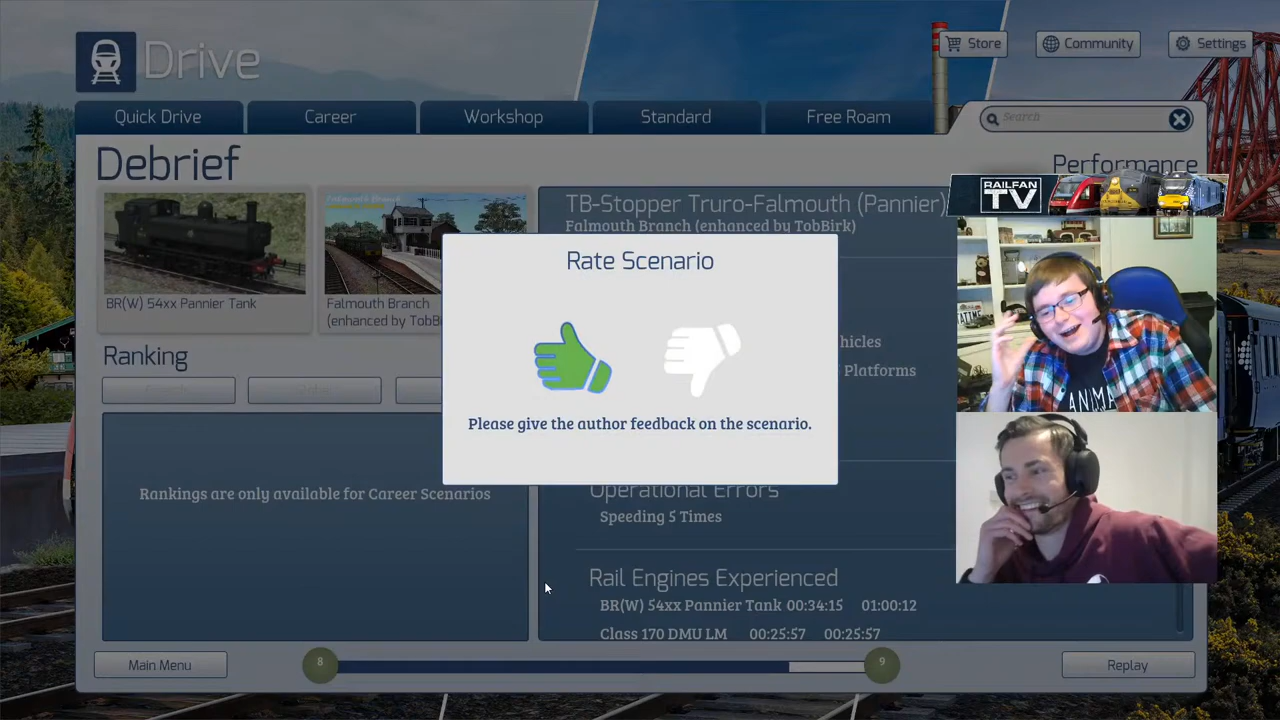 Drive
Store
Community
Settings
Quick Drive
Career
Workshop
Standard
Free Roam
Search
Debrief
Performance
RAILFAN
TV
TB-Stopper Truro-Falmouth (Pannier)
Falmouth Branch (enhanced by TobBirk)
Rate Scenario
BR(W) 54xx Pannier Tank
Falmouth Branch
(enhanced by TobB
hicles
Platforms
Ranking
Please give the author feedback on the scenario.
ANIMA
Rankings are only available for Career Scenarios
Operational Errors
Speeding 5 Times
Rail Engines Experienced
BR(W) 54xx Pannier Tank 00:34:15 01:00:12
Class 170 DMU LM 00:25:57 00:25:57
Main Menu
8
9
Replay